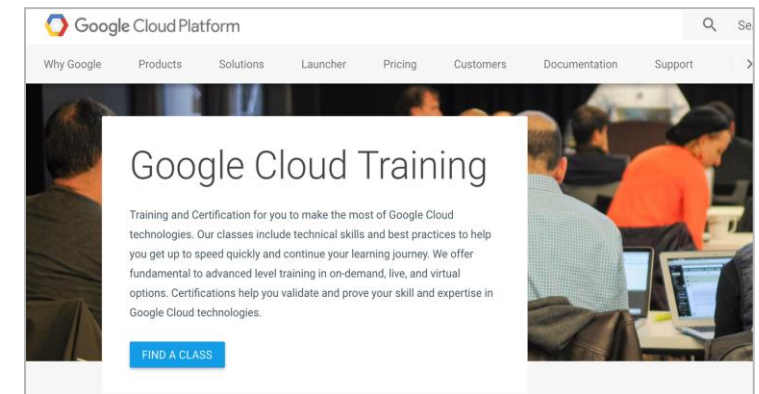 Google Cloud Platform
Why Google Products Solutions Launcher Pricing Customers Documentation Support
Google Cloud Training
Training and Certification for you to make the most of Google Cloud
technologies. Our classes include technical skills and best practices to help
you get up to speed quickly and continue your learning journey. We offer
fundamental to advanced level training in on-demand, live, and virtual
options. Certifications help you validate and prove your skill and expertise in
Google Cloud technologies.
FIND A CLASS